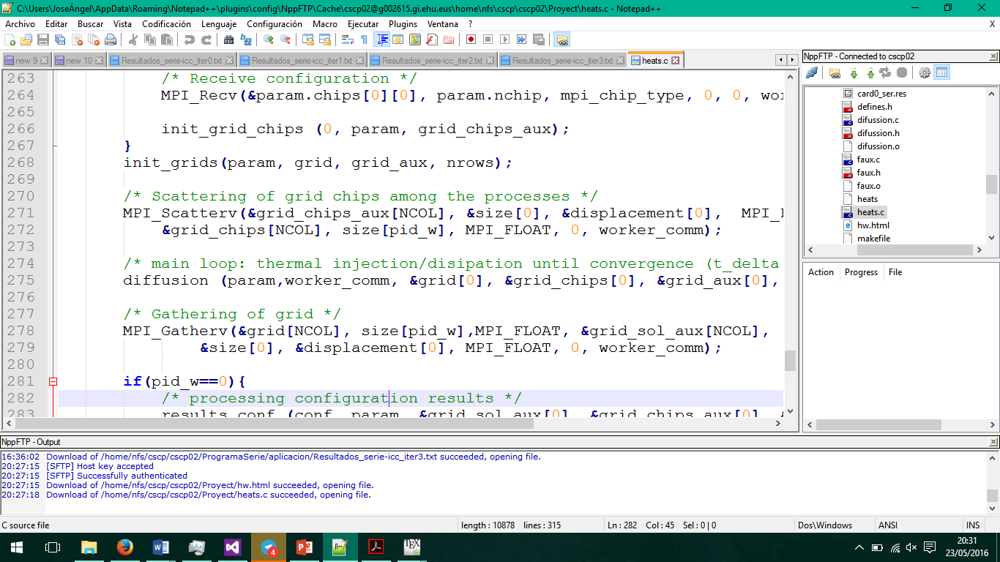 C:\Users\JoseÁngel\AppData\Roaming\Notepad++\plugins\config\NppFTP\Cache\cscp02@g002615.gi.ehu.eus\home\nfs\cscp\cscp02\Proyect\heats.c - Notepad++
Archivo Editar Buscar Vista Codificación Lenguaje Configuración Macro Ejecutar Plugins Ventana ? X
new 9 new 10 Resultados_serie-icc_iter0.txt Resultados_serie-icc_iter1.txt Resultados_serie-icc_iter2.txt Resultados_serie-icc_iter3.txt heats.c
263 /* Receive configuration */
264 MPI_Recv(&param.chips[0][0], param.nchip, mpi_chip_type, 0, 0, wor
265
266 init_grid_chips (0, param, grid_chips_aux);
267 }
268 init_grids(param, grid, grid_aux, nrows);
269
270 /* Scattering of grid chips among the processes */
271 MPI_Scatterv(&grid_chips_aux[NCOL], &size[0], &displacement[0], MPI_F
272 &grid_chips[NCOL], size[pid_w], MPI_FLOAT, 0, worker_comm);
273
274 /* main loop: thermal injection/disipation until convergence (t_delta
275 diffusion (param,worker_comm, &grid[0], &grid_chips[0], &grid_aux[0],
276
277 /* Gathering of grid */
278 MPI_Gatherv(&grid[NCOL], size[pid_w],MPI_FLOAT, &grid_sol_aux[NCOL],
279 &size[0], &displacement[0], MPI_FLOAT, 0, worker_comm);
280
281 if(pid_w==0){
282 /* processing configuration results */
283 results_conf (conf, param, &grid_sol_aux[0], &grid_chips_aux[0], &
NppFTP - Connected to cscp02
card0_ser.res
defines.h
difussion.c
difussion.h
difussion.o
faux.c
faux.h
faux.o
heats
heats.c
hw.html
makefile
Action Progress File
NppFTP - Output
16:36:02 Download of /home/nfs/cscp/cscp02/ProgramaSerie/aplicacion/Resultados_serie-icc_iter3.txt succeeded, opening file.
20:27:15 [SFTP] Host key accepted
20:27:15 [SFTP] Successfully authenticated
20:27:15 Download of /home/nfs/cscp/cscp02/Proyect/hw.html succeeded, opening file.
20:27:18 Download of /home/nfs/cscp/cscp02/Proyect/heats.c succeeded, opening file.
C source file length : 10878 lines : 315 Ln : 282 Col : 45 Sel : 0 | 0 Dos\Windows ANSI INS
4
20:31
23/05/2016